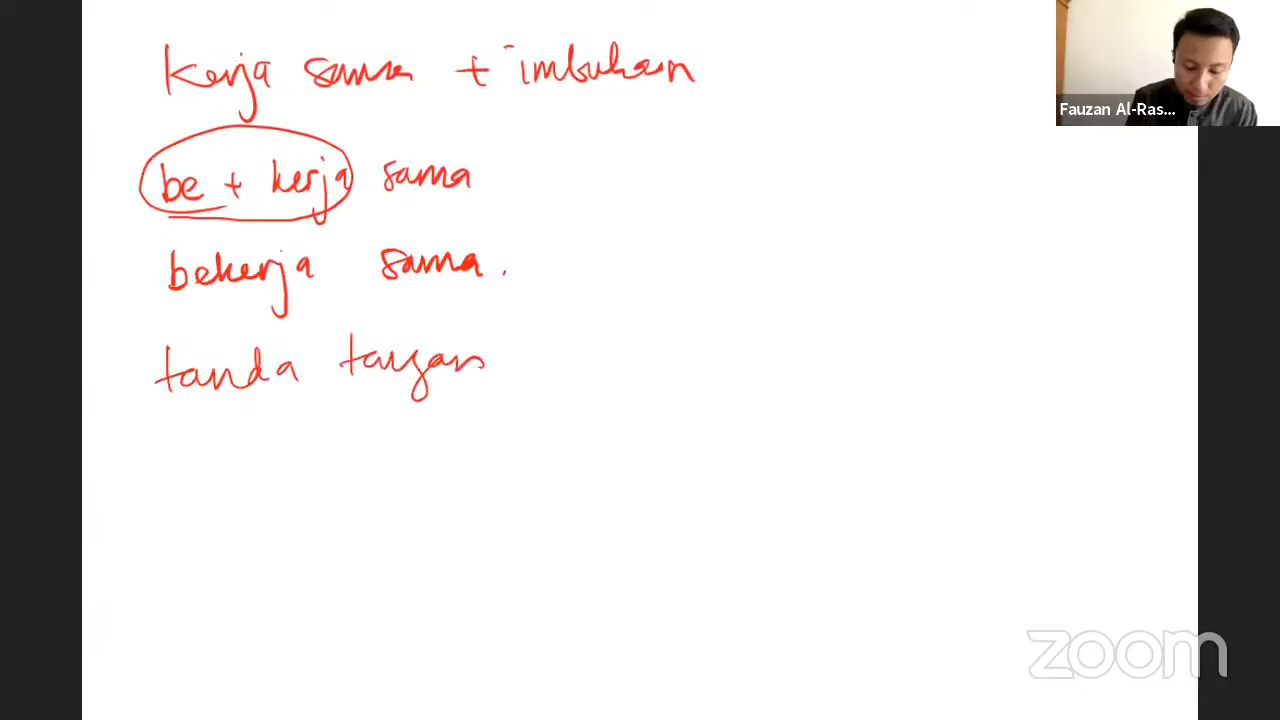 kerja sama + imbuhan
be + kerja sama
bekerja sama.
tanda tangan
Fauzan Al-Ras...
zoom